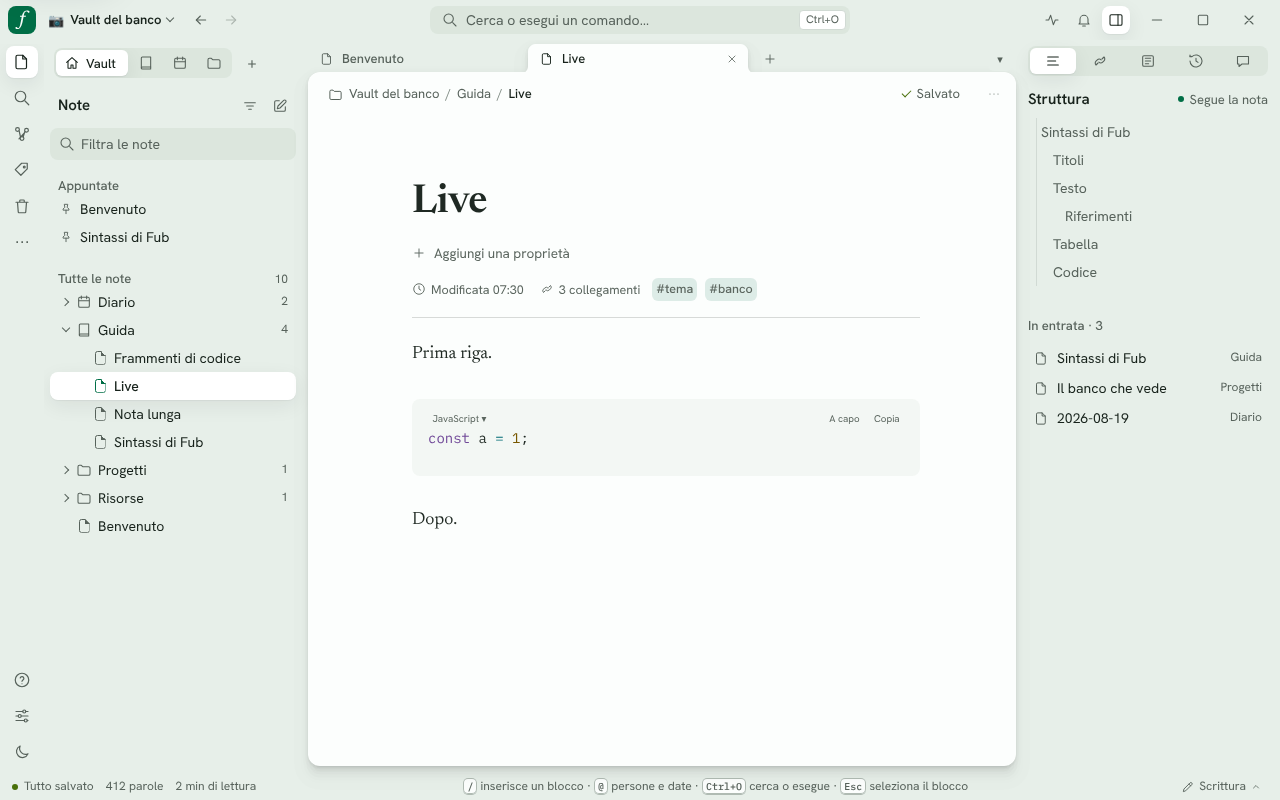 f
Vault del banco
Cerca o esegui un comando…
Ctrl+O
Vault
Note
Filtra le note
Appuntate
Benvenuto
Sintassi di Fub
Tutte le note 10
Diario 2
Guida 4
Frammenti di codice
Live
Nota lunga
Sintassi di Fub
Progetti 1
Risorse 1
Benvenuto
Benvenuto
Live
Vault del banco / Guida / Live
Salvato
Live
Aggiungi una proprietà
Modificata 07:30 3 collegamenti #tema #banco
Prima riga.
JavaScript ▾ A capo Copia
const a = 1;
Dopo.
Struttura
Segue la nota
Sintassi di Fub
Titoli
Testo
Riferimenti
Tabella
Codice
In entrata · 3
Sintassi di Fub Guida
Il banco che vede Progetti
2026-08-19 Diario
Tutto salvato 412 parole 2 min di lettura
/ inserisce un blocco · @ persone e date · Ctrl+O cerca o esegue · Esc seleziona il blocco
Scrittura